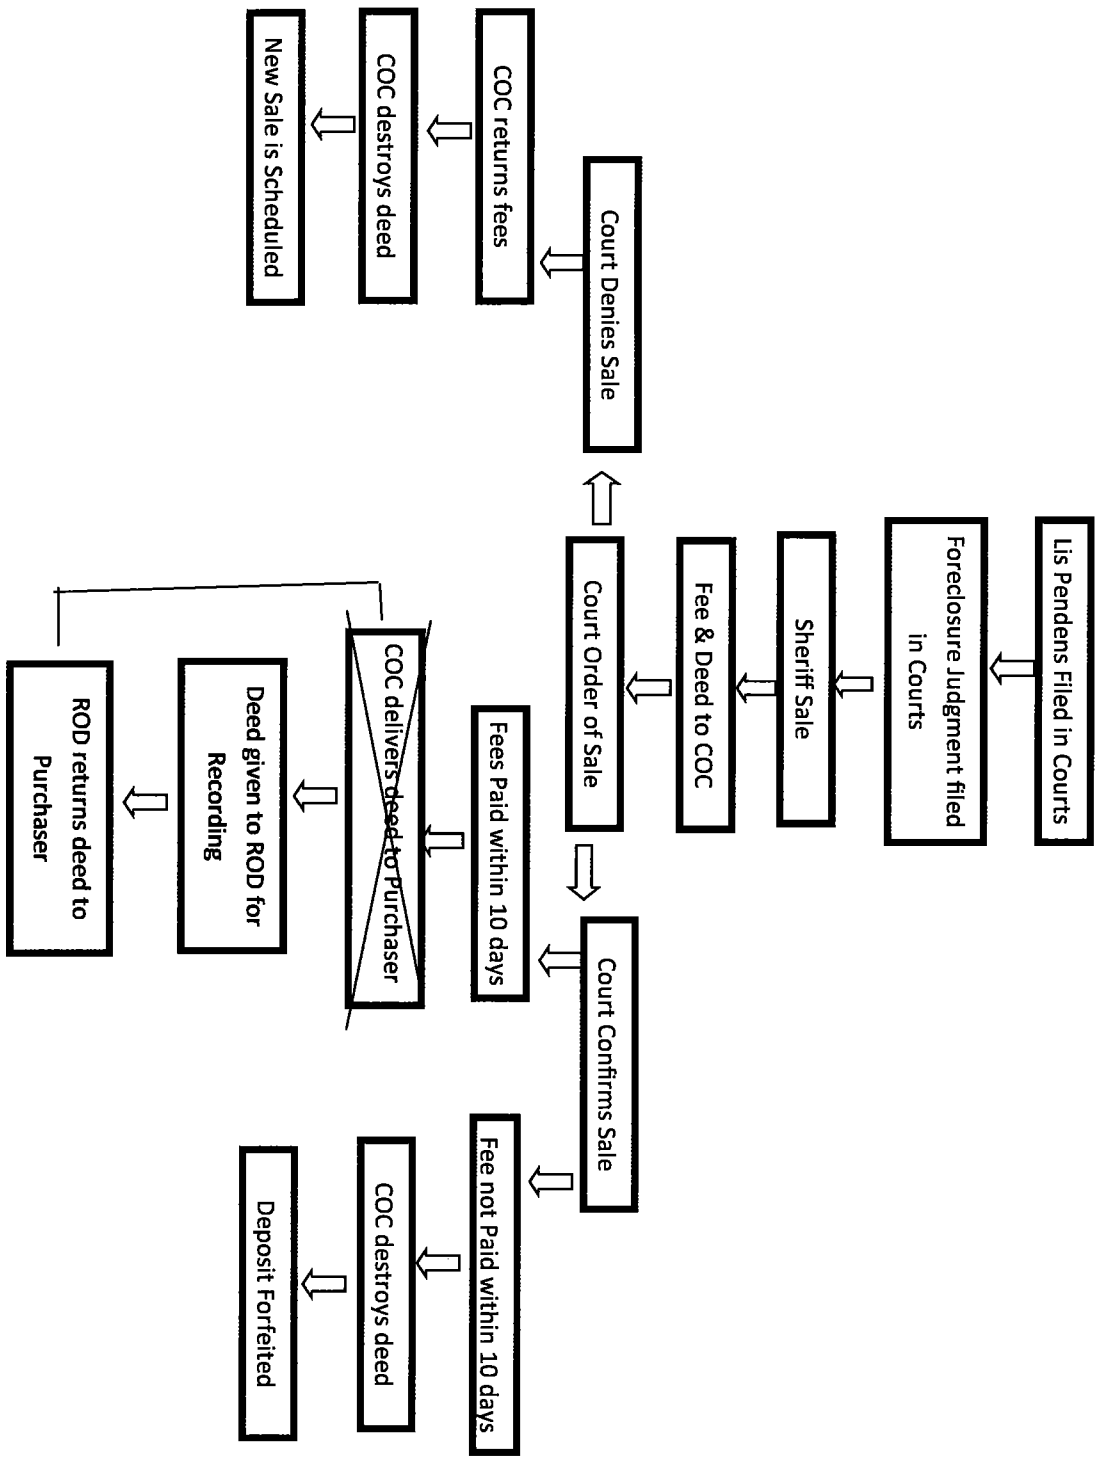 Lis Pendens Filed in Courts
Foreclosure Judgment filed
in Courts
Sheriff Sale
Fee & Deed to COC
Court Order of Sale
Court Denies Sale
COC returns fees
COC destroys deed
New Sale is Scheduled
Court Confirms Sale
Fees Paid within 10 days
COC delivers deed to Purchaser
Deed given to ROD for
Recording
ROD returns deed to
Purchaser
Fee not Paid within 10 days
COC destroys deed
Deposit Forfeited